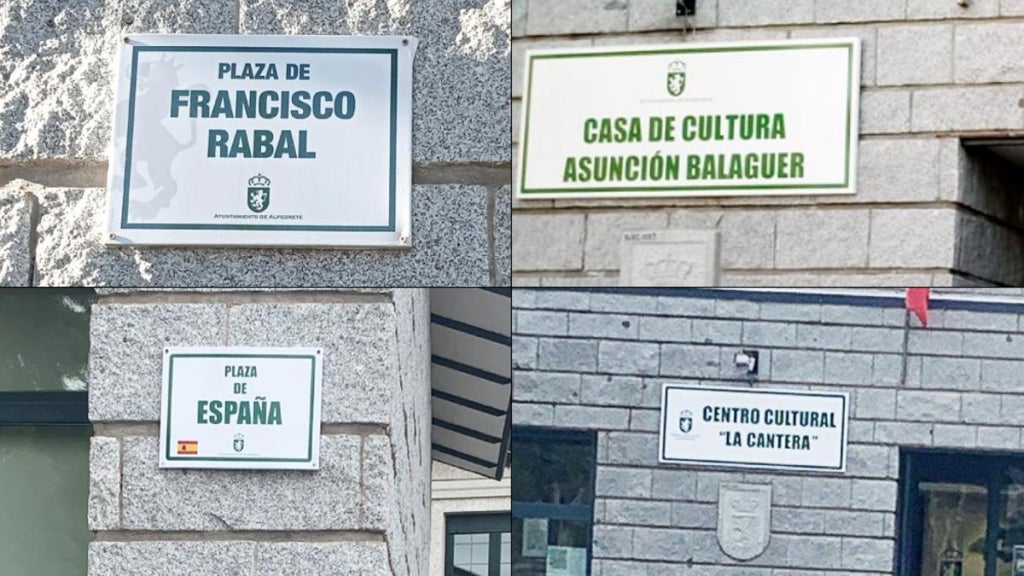 PLAZA DE
FRANCISCO
RABAL
AYUNTAMIENTO DE ALPEDRETE
CASA DE CULTURA
ASUNCIÓN BALAGUER
PLAZA
DE
ESPAÑA
CENTRO CULTURAL
"LA CANTERA"